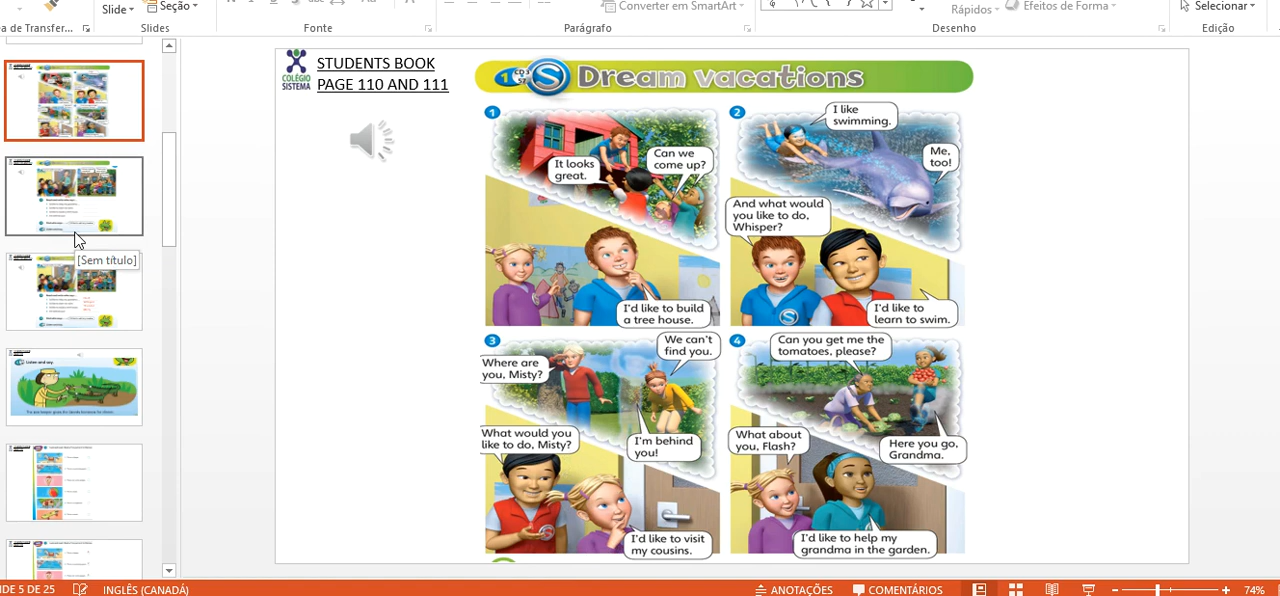 Slide
Seção
Converter em SmartArt
Rápidos
Efeitos de Forma
Selecionar
a de Transfer...
Slides
Fonte
Parágrafo
Desenho
Edição
[Sem título]
Listen and say.
COLÉGIO
SISTEMA
STUDENTS BOOK
PAGE 110 AND 111
1
CD3
S
Dream vacations
1
It looks
great.
Can we
come up?
I'd like to build
a tree house.
2
I like
swimming.
Me,
too!
And what would
you like to do,
Whisper?
I'd like to
learn to swim.
3
Where are
you, Misty?
We can't
find you.
I'm behind
you!
What would you
like to do, Misty?
I'd like to visit
my cousins.
4
Can you get me the
tomatoes, please?
Here you go,
Grandma.
What about
you, Flash?
I'd like to help my
grandma in the garden.
IDE 5 DE 25
INGLÊS (CANADÁ)
ANOTAÇÕES
COMENTÁRIOS
74%